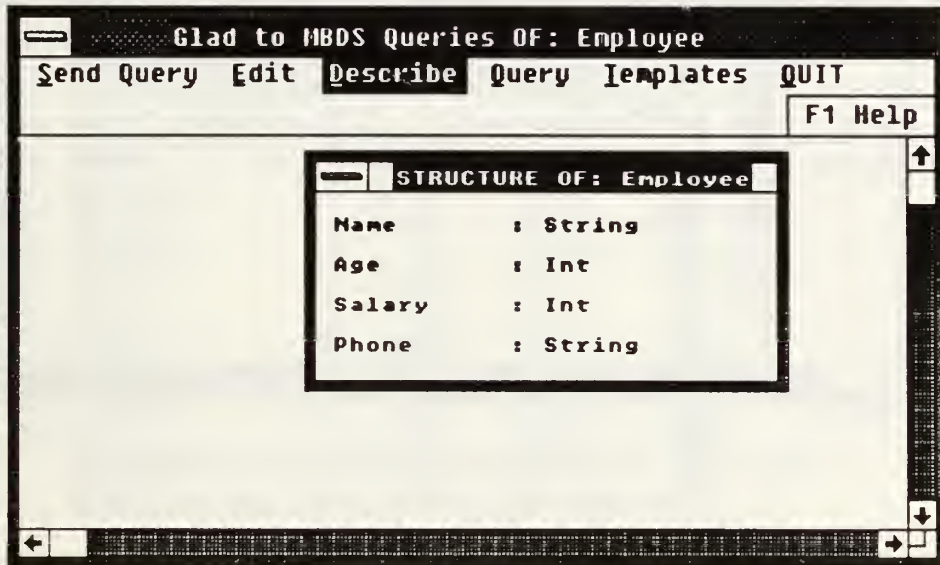 Glad to MBDS Queries OF: Employee
Send Query Edit Describe Query Templates QUIT
F1 Help
STRUCTURE OF: Employee
Name : String
Age : Int
Salary : Int
Phone : String